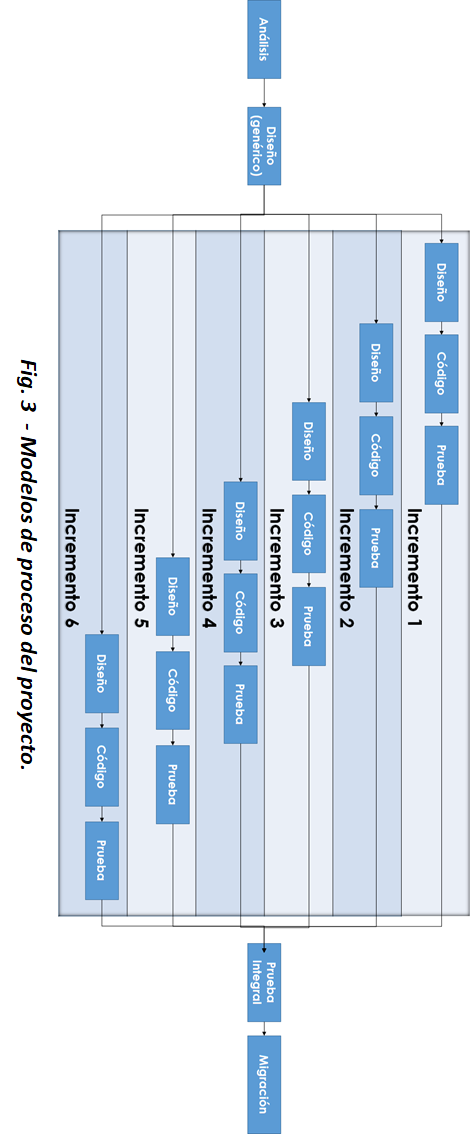 Análisis
Diseño
(genérico)
Diseño
Código
Prueba
Incremento 1
Diseño
Código
Prueba
Incremento 2
Diseño
Código
Prueba
Incremento 3
Diseño
Código
Prueba
Incremento 4
Diseño
Código
Prueba
Incremento 5
Diseño
Código
Prueba
Incremento 6
Prueba
Integral
Migración
Fig. 3 - Modelos de proceso del proyecto.